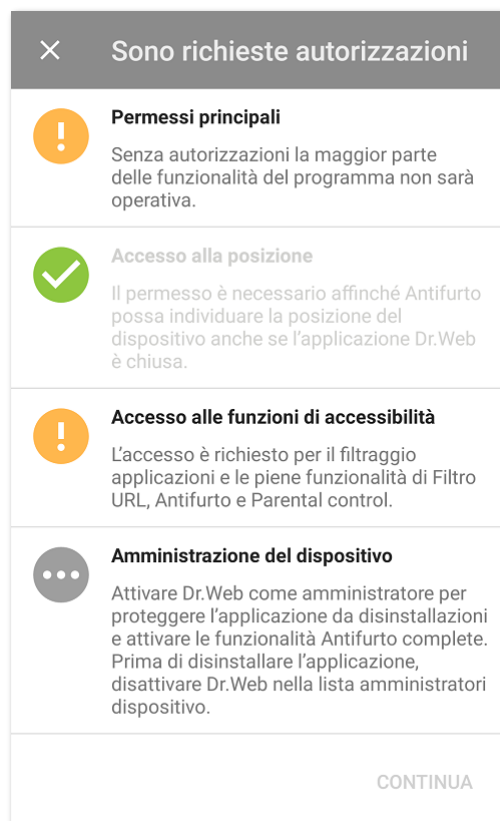 Sono richieste autorizzazioni
Permessi principali
Senza autorizzazioni la maggior parte
delle funzionalità del programma non sarà
operativa.
Accesso alla posizione
Il permesso è necessario affinché Antifurto
possa individuare la posizione del
dispositivo anche se l’applicazione Dr.Web
è chiusa.
Accesso alle funzioni di accessibilità
L’accesso è richiesto per il filtraggio
applicazioni e le piene funzionalità di Filtro
URL, Antifurto e Parental control.
Amministrazione del dispositivo
Attivare Dr.Web come amministratore per
proteggere l’applicazione da disinstallazioni
e attivare le funzionalità Antifurto complete.
Prima di disinstallare l’applicazione,
disattivare Dr.Web nella lista amministratori
dispositivo.
CONTINUA